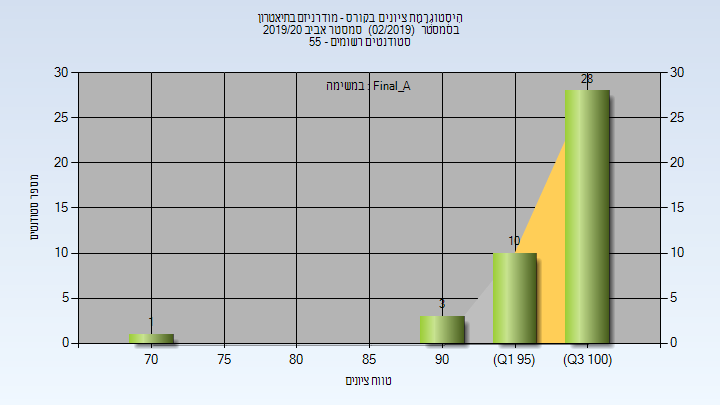 היסטוגרמת ציונים בקורס - מודרניזם בתיאטרון
בסמסטר (02/2019) סמסטר אביב 2019/20
סטודנטים רשומים - 55
במשימה : Final_A
30
25
20
15
10
5
0
30
25
20
15
10
5
0
1
3
10
28
70
75
80
85
90
(Q1 95)
(Q3 100)
מספר סטודנטים
טווח ציונים